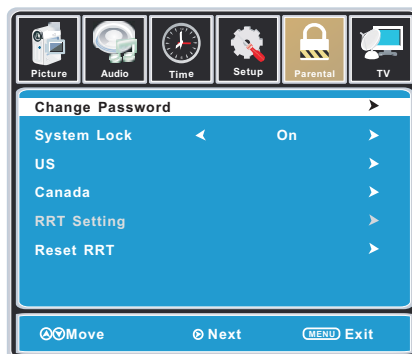 Picture Audio Time Setup Parental TV
Change Password
System Lock On
US
Canada
RRT Setting
Reset RRT
Move Next MENU Exit